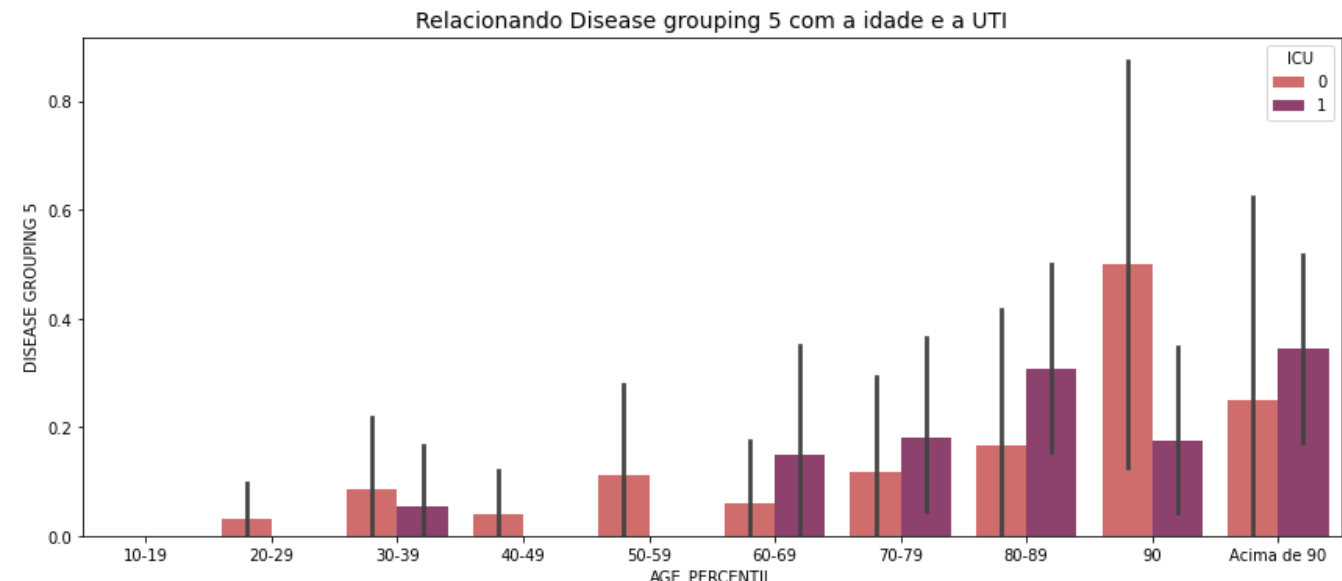 Relacionando Disease grouping 5 com a idade e a UTI
ICU
0
1
DISEASE GROUPING 5
0.8
0.6
0.4
0.2
0.0
10-19 20-29 30-39 40-49 50-59 60-69 70-79 80-89 90 Acima de 90
AGE_PERCENTIL